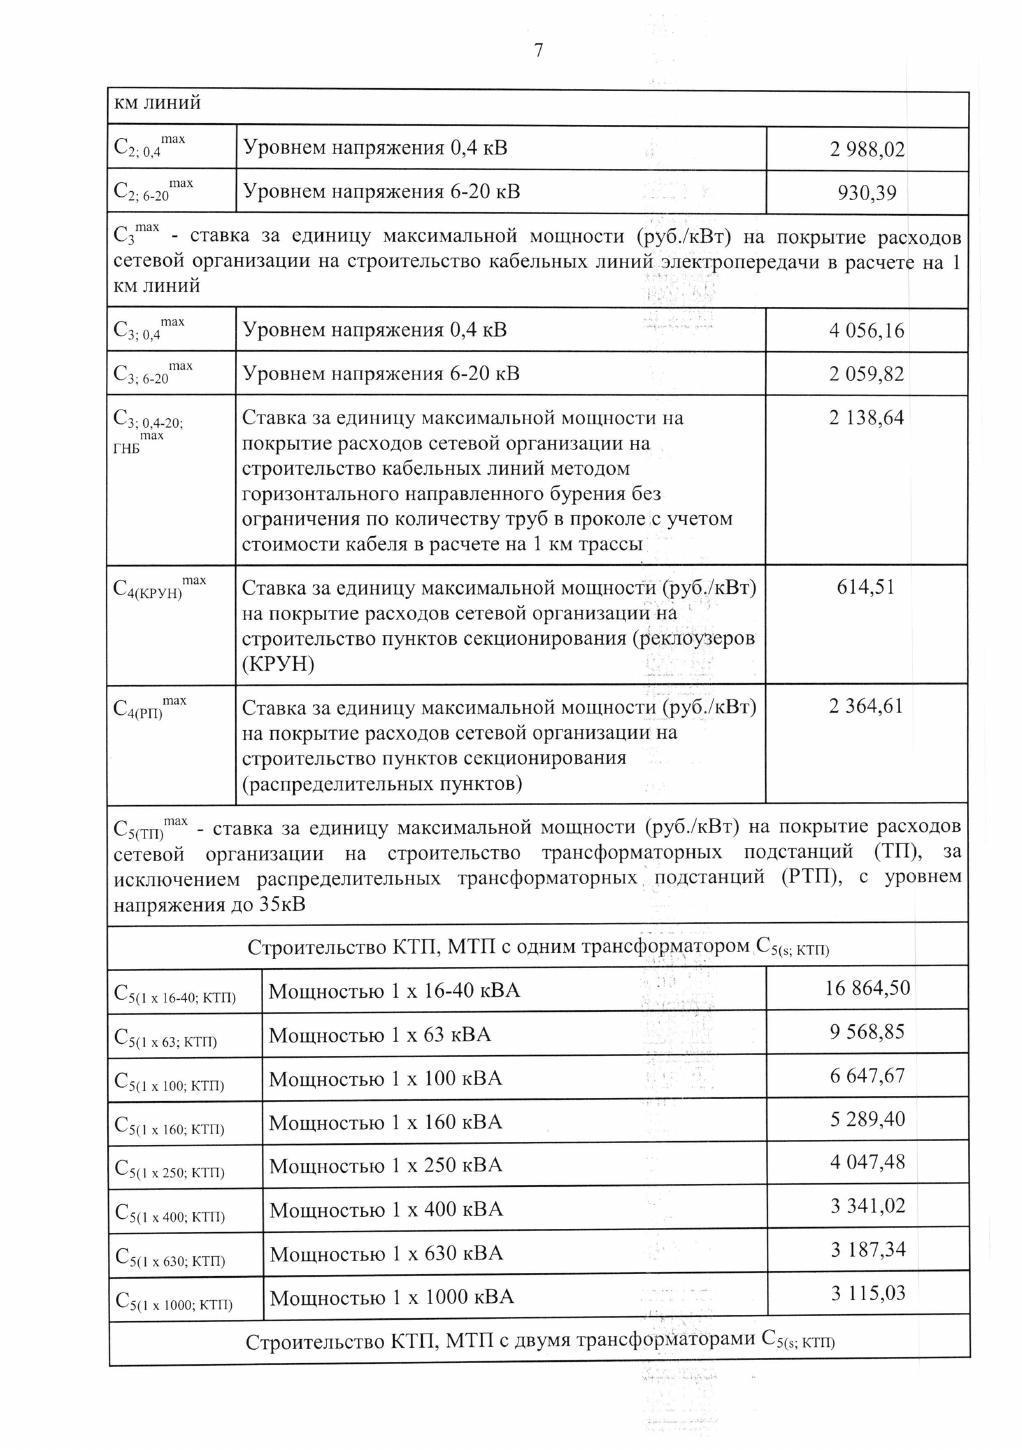 7
км линий
C2; 0,4 max Уровнем напряжения 0,4 кВ 2 988,02
C2; 6-20 max Уровнем напряжения 6-20 кВ 930,39
C3 max - ставка за единицу максимальной мощности (руб./кВт) на покрытие расходов
сетевой организации на строительство кабельных линий электропередачи в расчете на 1
км линий
C3; 0,4 max Уровнем напряжения 0,4 кВ 4 056,16
C3; 6-20 max Уровнем напряжения 6-20 кВ 2 059,82
C3; 0,4-20; ГНБ max
Ставка за единицу максимальной мощности на
покрытие расходов сетевой организации на
строительство кабельных линий методом
горизонтального направленного бурения без
ограничения по количеству труб в проколе с учетом
стоимости кабеля в расчете на 1 км трассы
2 138,64
C4(КРУН) max
Ставка за единицу максимальной мощности (руб./кВт)
на покрытие расходов сетевой организации на
строительство пунктов секционирования (реклоузеров
(КРУН)
614,51
C4(РП) max
Ставка за единицу максимальной мощности (руб./кВт)
на покрытие расходов сетевой организации на
строительство пунктов секционирования
(распределительных пунктов)
2 364,61
C5(ТП) max - ставка за единицу максимальной мощности (руб./кВт) на покрытие расходов
сетевой организации на строительство трансформаторных подстанций (ТП), за
исключением распределительных трансформаторных подстанций (РТП), с уровнем
напряжения до 35кВ
Строительство КТП, МТП с одним трансформатором C5(s; КТП)
C5(1 x 16-40; КТП) Мощностью 1 х 16-40 кВА 16 864,50
C5(1 x 63; КТП) Мощностью 1 х 63 кВА 9 568,85
C5(1 x 100; КТП) Мощностью 1 х 100 кВА 6 647,67
C5(1 x 160; КТП) Мощностью 1 х 160 кВА 5 289,40
C5(1 x 250; КТП) Мощностью 1 х 250 кВА 4 047,48
C5(1 x 400; КТП) Мощностью 1 х 400 кВА 3 341,02
C5(1 x 630; КТП) Мощностью 1 х 630 кВА 3 187,34
C5(1 x 1000; КТП) Мощностью 1 х 1000 кВА 3 115,03
Строительство КТП, МТП с двумя трансформаторами C5(s; КТП)